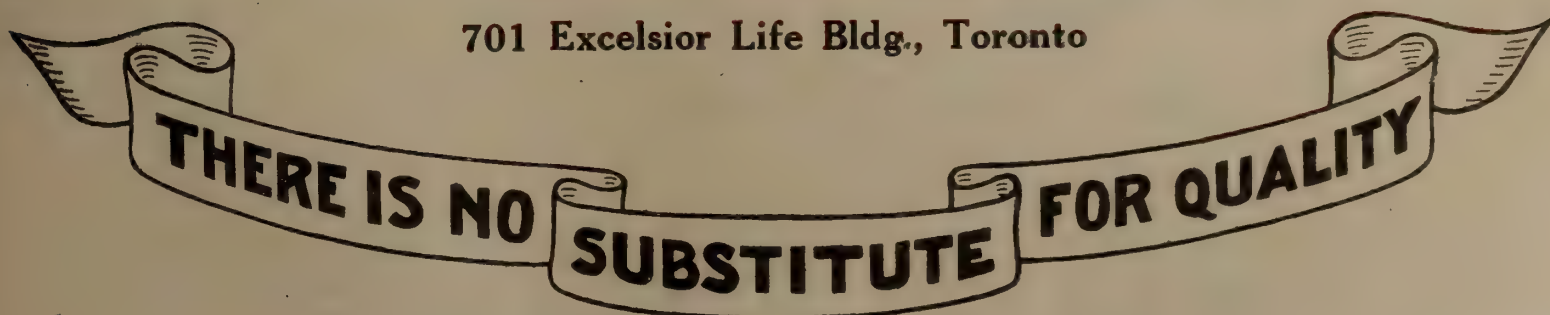 701 Excelsior Life Bldg., Toronto
THERE IS NO SUBSTITUTE FOR QUALITY